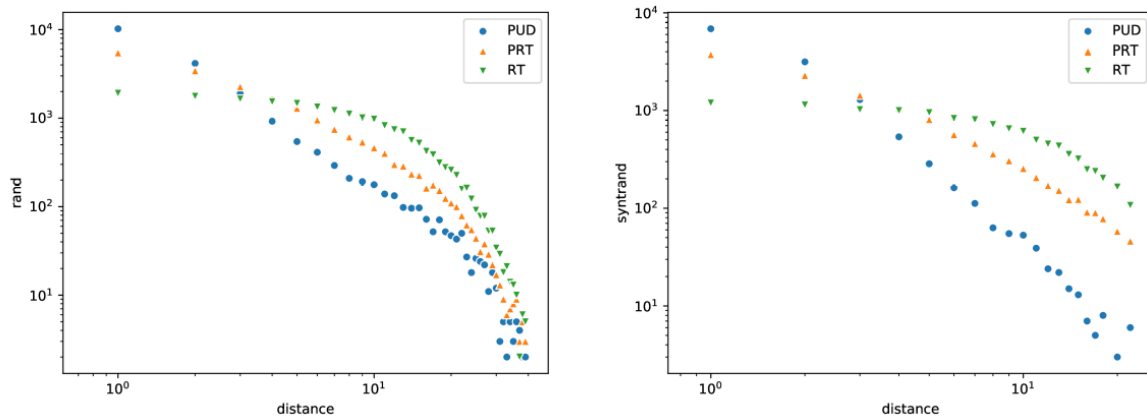 10⁴
10³
10²
10¹
rand
10⁰
10¹
distance
PUD
PRT
RT
10⁴
10³
10²
10¹
syntrand
10⁰
10¹
distance
PUD
PRT
RT